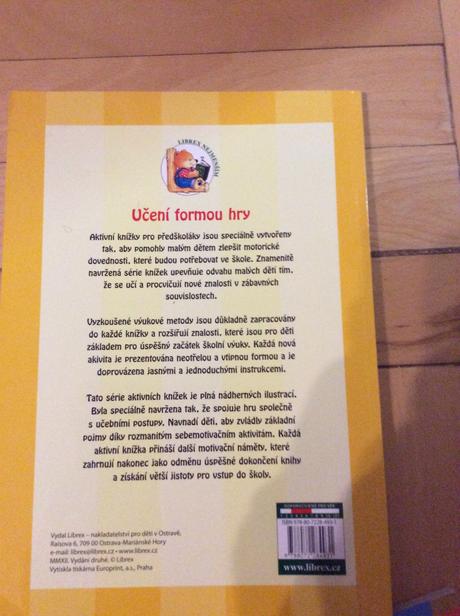 LIBREX NEJMENŠÍM
Učení formou hry
Aktivní knížky pro předškoláky jsou speciálně vytvořeny
tak, aby pomohly malým dětem zlepšit motorické
dovednosti, které budou potřebovat ve škole. Znamenitě
navržená série knížek upevňuje odvahu malých dětí tím,
že se učí a procvičují nové znalosti v zábavných
souvislostech.
Vyzkoušené výukové metody jsou důkladně zapracovány
do každé knížky a rozšiřují znalosti, které jsou pro děti
základem pro úspěšný začátek školní výuky. Každá nová
akivita je prezentována neotřelou a vtipnou formou a je
doprovázena jasnými a jednoduchými instrukcemi.
Tato série aktivních knížek je plná nádherných ilustrací.
Byla speciálně navržena tak, že spojuje hru společně
s učebními postupy. Navnadí děti, aby zvládly základní
pojmy díky rozmanitým sebemotivačním aktivitám. Každá
aktivní knížka přináší další motivační náměty, které
zahrnují nakonec jako odměnu úspěšné dokončení knihy
a získání větší jistoty pro vstup do školy.
Vydal Librex – nakladatelství pro děti v Ostravě,
Raisova 6, 709 00 Ostrava-Mariánské Hory
e-mail: librex@librex.cz • www.librex.cz
MMXII. Vydání druhé. © Librex
Vytiskla tiskárna Europrint, a.s., Praha
DOPORUČUJEME PRO VĚK
www.librex.cz